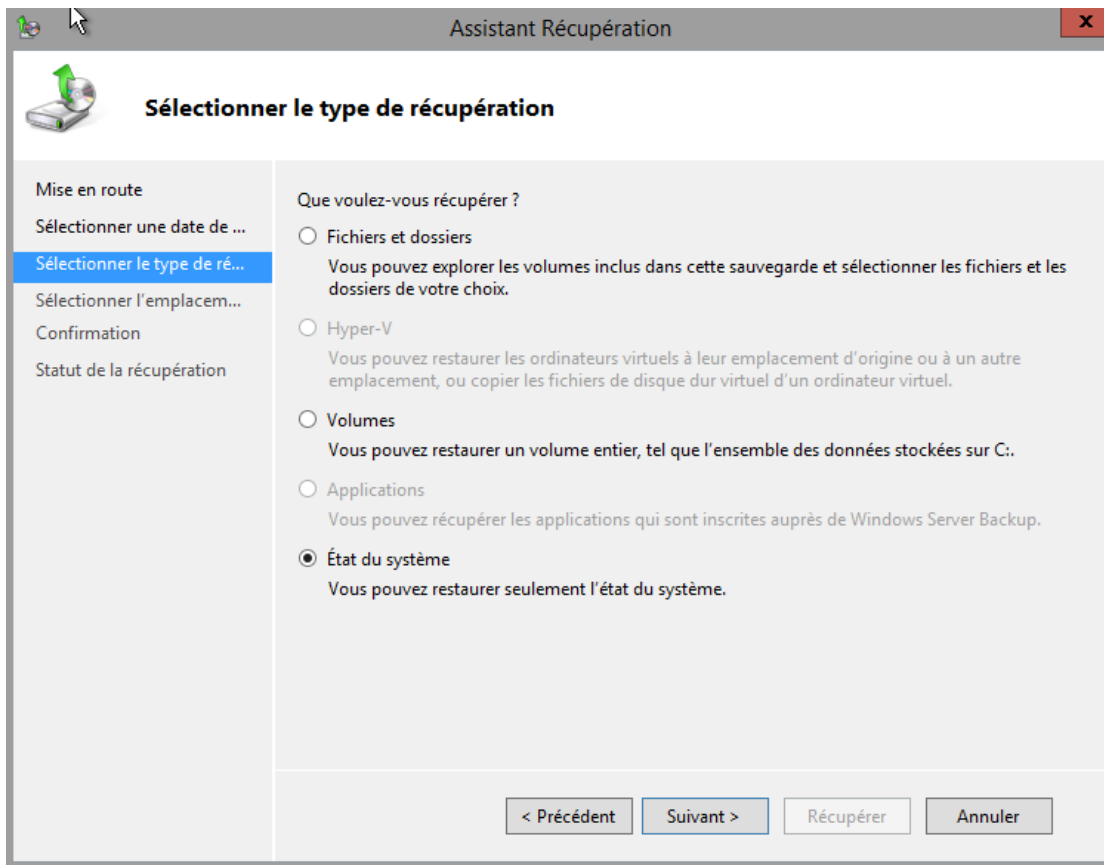 Assistant Récupération
x
Sélectionner le type de récupération
Mise en route
Sélectionner une date de ...
Sélectionner le type de ré...
Sélectionner l'emplacem...
Confirmation
Statut de la récupération
Que voulez-vous récupérer ?
Fichiers et dossiers
Vous pouvez explorer les volumes inclus dans cette sauvegarde et sélectionner les fichiers et les
dossiers de votre choix.
Hyper-V
Vous pouvez restaurer les ordinateurs virtuels à leur emplacement d'origine ou à un autre
emplacement, ou copier les fichiers de disque dur virtuel d'un ordinateur virtuel.
Volumes
Vous pouvez restaurer un volume entier, tel que l'ensemble des données stockées sur C:.
Applications
Vous pouvez récupérer les applications qui sont inscrites auprès de Windows Server Backup.
État du système
Vous pouvez restaurer seulement l'état du système.
< Précédent
Suivant >
Récupérer
Annuler